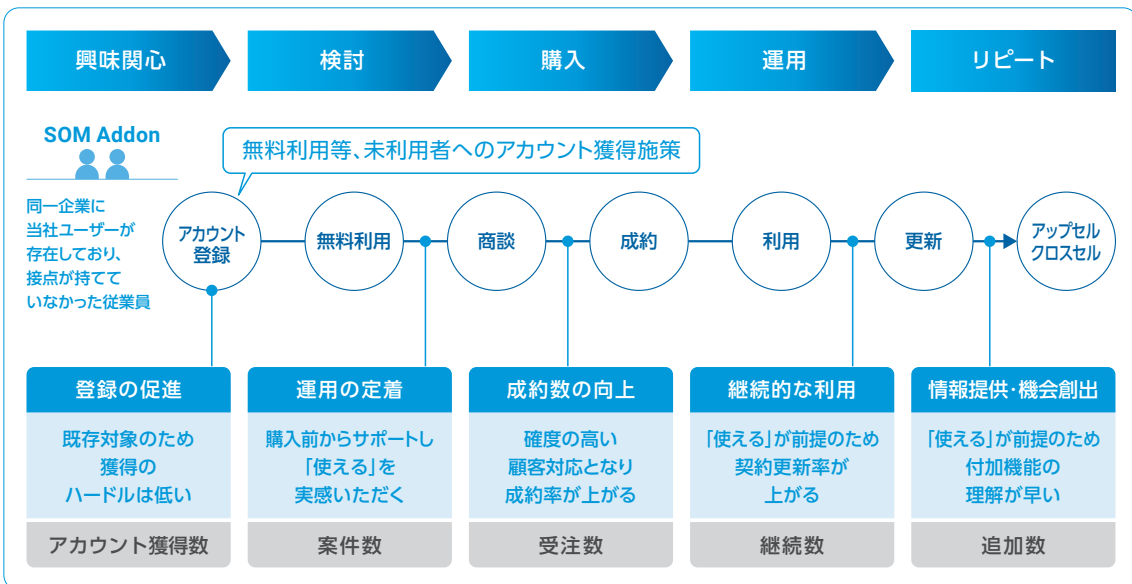 興味関心
検討
購入
運用
リピート
SOM Addon
無料利用等、未利用者へのアカウント獲得施策
同一企業に
当社ユーザーが
存在しており、
接点が持てて
いなかった従業員
アカウント
登録
無料利用
商談
成約
利用
更新
アップセル
クロスセル
登録の促進
既存対象のため
獲得の
ハードルは低い
アカウント獲得数
運用の定着
購入前からサポートし
「使える」を
実感いただく
案件数
成約数の向上
確度の高い
顧客対応となり
成約率が上がる
受注数
継続的な利用
「使える」が前提のため
契約更新率が
上がる
継続数
情報提供・機会創出
「使える」が前提のため
付加機能の
理解が早い
追加数